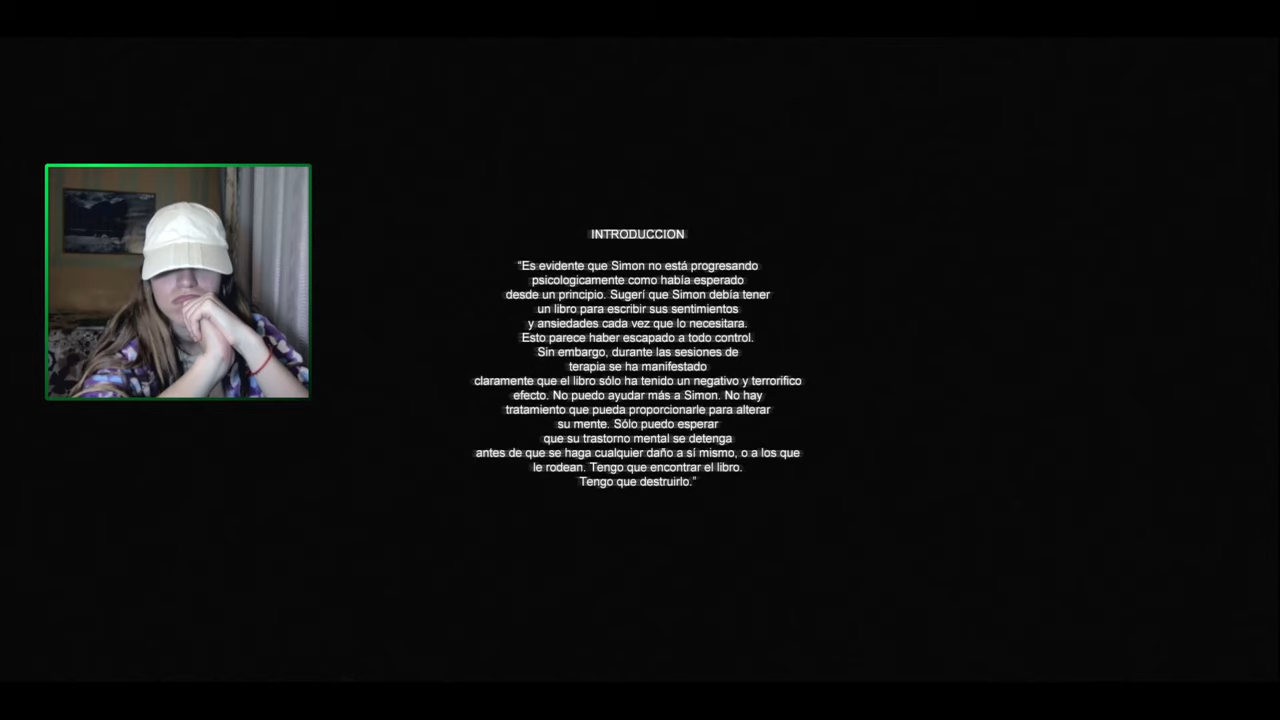 INTRODUCCION
“Es evidente que Simon no está progresando
psicologicamente como había esperado
desde un principio. Sugerí que Simon debía tener
un libro para escribir sus sentimientos
y ansiedades cada vez que lo necesitara.
Esto parece haber escapado a todo control.
Sin embargo, durante las sesiones de
terapia se ha manifestado
claramente que el libro sólo ha tenido un negativo y terrorifico
efecto. No puedo ayudar más a Simon. No hay
tratamiento que pueda proporcionarle para alterar
su mente. Sólo puedo esperar
que su trastorno mental se detenga
antes de que se haga cualquier daño a sí mismo, o a los que
le rodean. Tengo que encontrar el libro.
Tengo que destruirlo.”